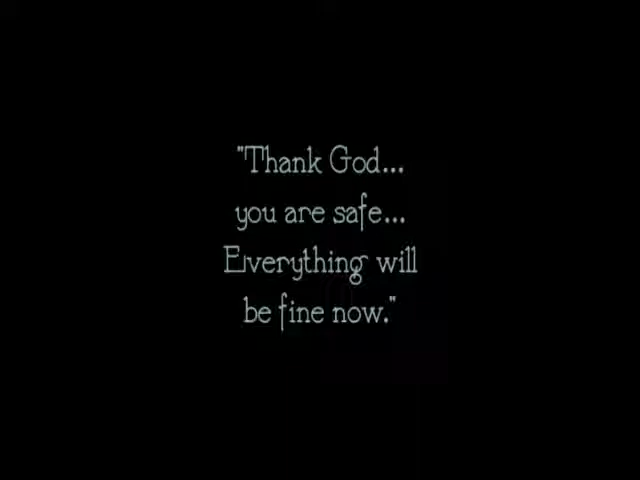 "Thank God...
you are safe...
Everything will
be fine now."